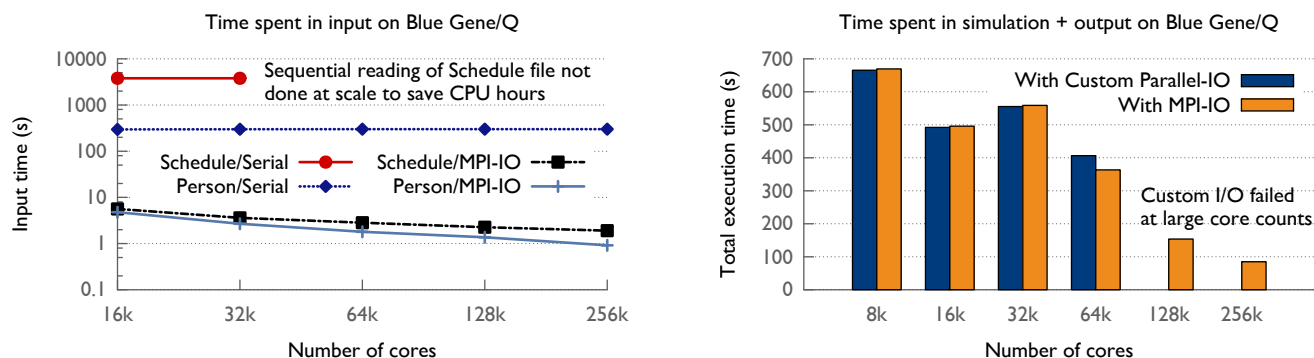 Time spent in input on Blue Gene/Q
10000
1000
100
10
1
0.1
Input time (s)
Sequential reading of Schedule file not
done at scale to save CPU hours
Schedule/Serial
Person/Serial
Schedule/MPI-IO
Person/MPI-IO
16k
32k
64k
128k
256k
Number of cores
Time spent in simulation + output on Blue Gene/Q
700
600
500
400
300
200
100
0
Total execution time (s)
With Custom Parallel-IO
With MPI-IO
Custom I/O failed
at large core counts
8k
16k
32k
64k
128k
256k
Number of cores